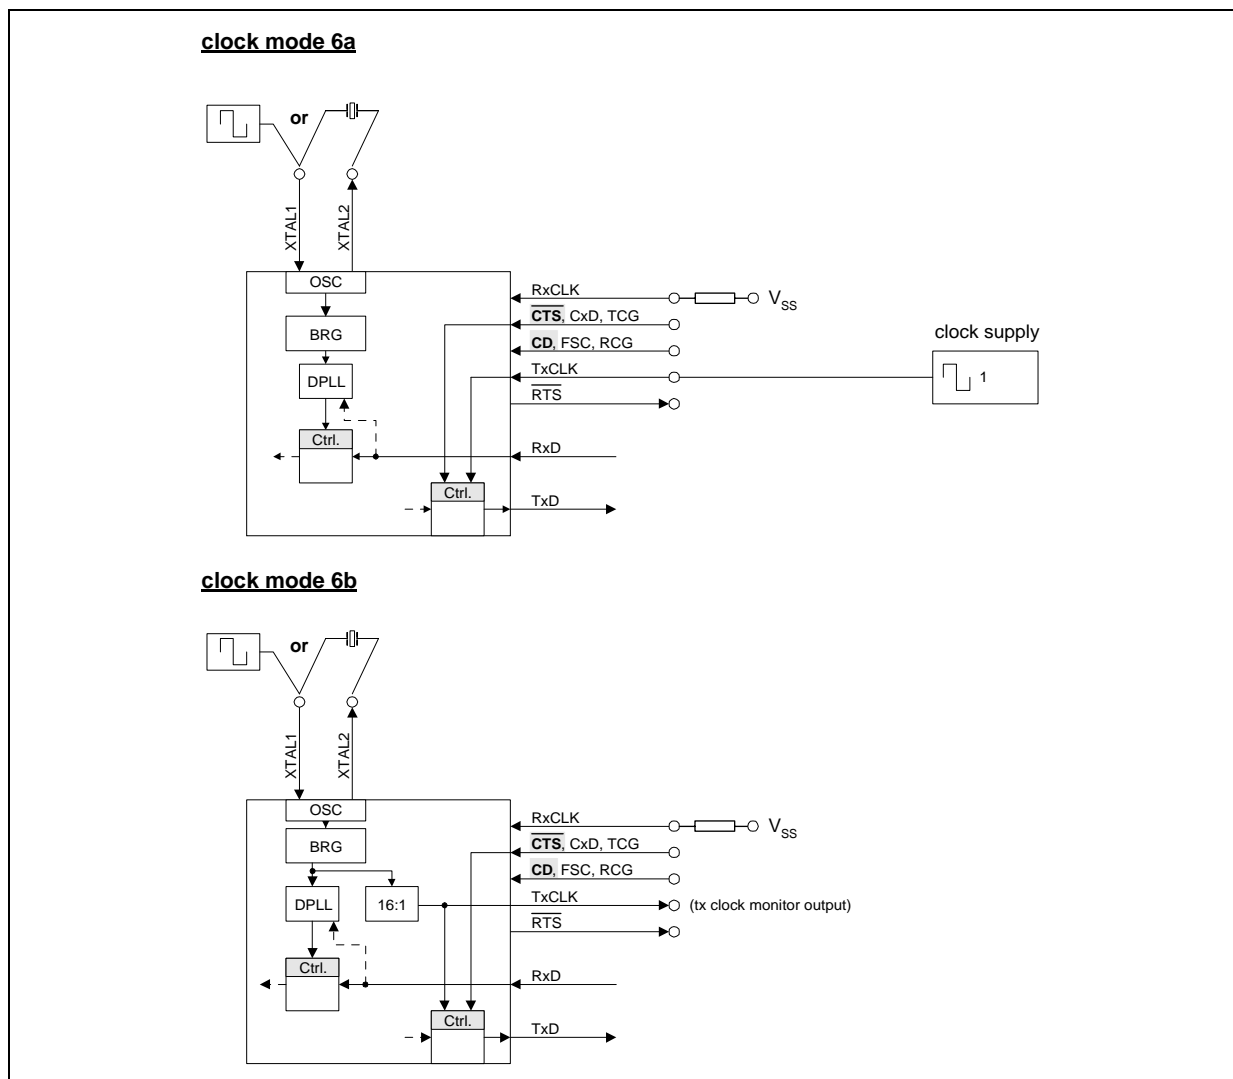 clock mode 6a
or
XTAL1
XTAL2
OSC
RxCLK
VSS
CTS, CxD, TCG
BRG
CD, FSC, RCG
clock supply
TxCLK
1
DPLL
RTS
Ctrl.
RxD
Ctrl.
TxD
clock mode 6b
or
XTAL1
XTAL2
OSC
RxCLK
VSS
CTS, CxD, TCG
BRG
CD, FSC, RCG
DPLL
16:1
TxCLK
(tx clock monitor output)
RTS
Ctrl.
RxD
Ctrl.
TxD